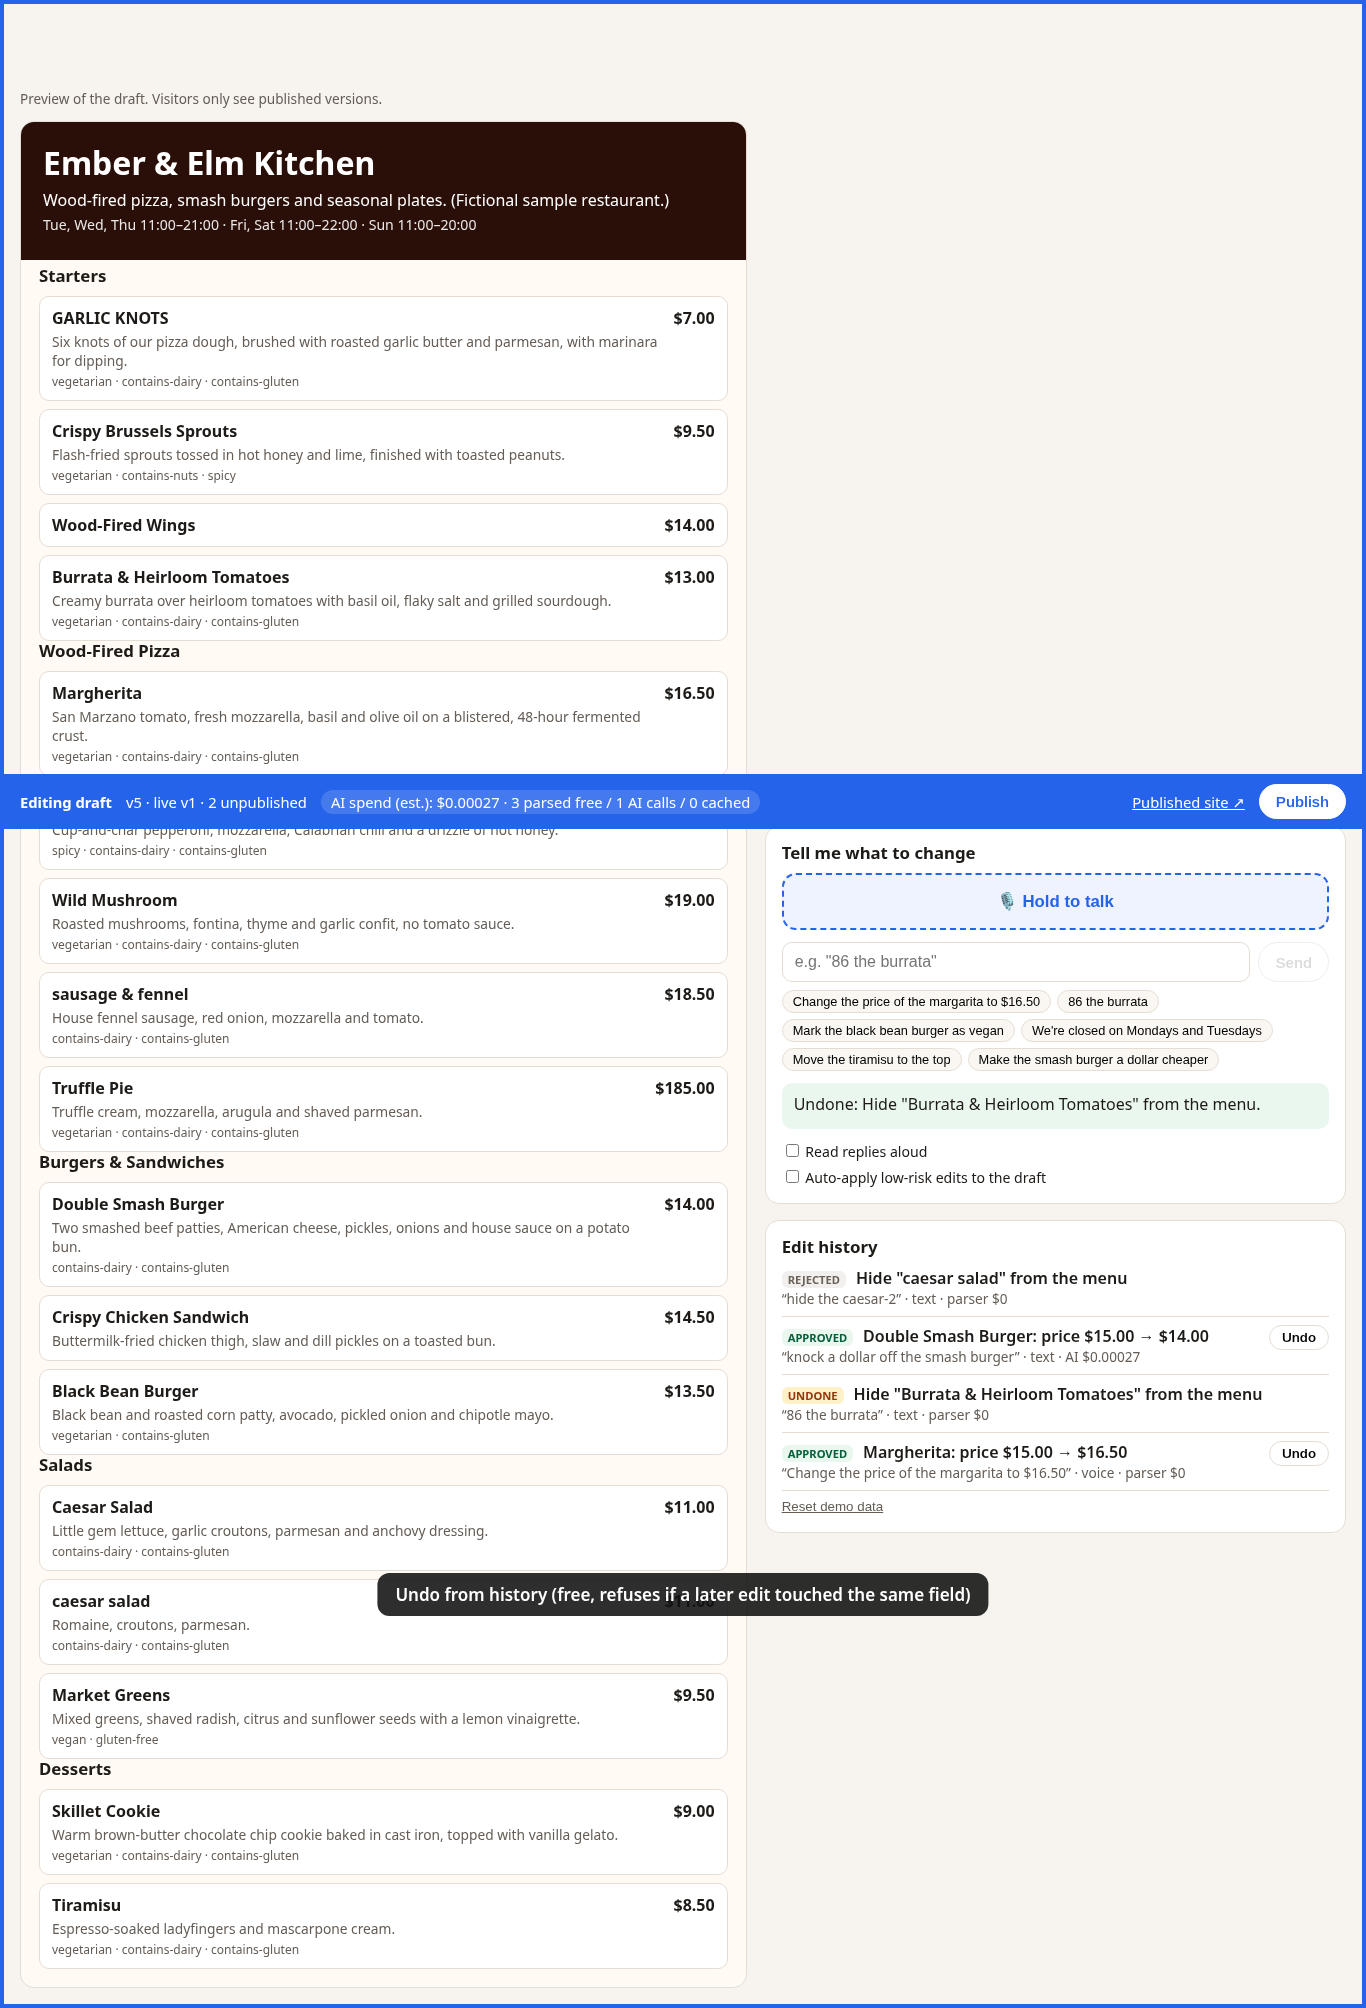 Preview of the draft. Visitors only see published versions.
Ember & Elm Kitchen
Wood-fired pizza, smash burgers and seasonal plates. (Fictional sample restaurant.)
Tue, Wed, Thu 11:00–21:00 · Fri, Sat 11:00–22:00 · Sun 11:00–20:00
Starters
GARLIC KNOTS $7.00
Six knots of our pizza dough, brushed with roasted garlic butter and parmesan, with marinara
for dipping.
vegetarian · contains-dairy · contains-gluten
Crispy Brussels Sprouts $9.50
Flash-fried sprouts tossed in hot honey and lime, finished with toasted peanuts.
vegetarian · contains-nuts · spicy
Wood-Fired Wings $14.00
Burrata & Heirloom Tomatoes $13.00
Creamy burrata over heirloom tomatoes with basil oil, flaky salt and grilled sourdough.
vegetarian · contains-dairy · contains-gluten
Wood-Fired Pizza
Margherita $16.50
San Marzano tomato, fresh mozzarella, basil and olive oil on a blistered, 48-hour fermented
crust.
vegetarian · contains-dairy · contains-gluten
Editing draft v5 · live v1 · 2 unpublished AI spend (est.): $0.00027 · 3 parsed free / 1 AI calls / 0 cached Published site ↗ Publish
Cup-and-char pepperoni, mozzarella, Calabrian chili and a drizzle of hot honey.
spicy · contains-dairy · contains-gluten
Wild Mushroom $19.00
Roasted mushrooms, fontina, thyme and garlic confit, no tomato sauce.
vegetarian · contains-dairy · contains-gluten
sausage & fennel $18.50
House fennel sausage, red onion, mozzarella and tomato.
contains-dairy · contains-gluten
Truffle Pie $185.00
Truffle cream, mozzarella, arugula and shaved parmesan.
vegetarian · contains-dairy · contains-gluten
Burgers & Sandwiches
Double Smash Burger $14.00
Two smashed beef patties, American cheese, pickles, onions and house sauce on a potato
bun.
contains-dairy · contains-gluten
Crispy Chicken Sandwich $14.50
Buttermilk-fried chicken thigh, slaw and dill pickles on a toasted bun.
Black Bean Burger $13.50
Black bean and roasted corn patty, avocado, pickled onion and chipotle mayo.
vegetarian · contains-gluten
Salads
Caesar Salad $11.00
Little gem lettuce, garlic croutons, parmesan and anchovy dressing.
contains-dairy · contains-gluten
caesar salad
Romaine, croutons, parmesan.
contains-dairy · contains-gluten
Market Greens $9.50
Mixed greens, shaved radish, citrus and sunflower seeds with a lemon vinaigrette.
vegan · gluten-free
Desserts
Skillet Cookie $9.00
Warm brown-butter chocolate chip cookie baked in cast iron, topped with vanilla gelato.
vegetarian · contains-dairy · contains-gluten
Tiramisu $8.50
Espresso-soaked ladyfingers and mascarpone cream.
vegetarian · contains-dairy · contains-gluten
Tell me what to change
Hold to talk
e.g. "86 the burrata" Send
Change the price of the margarita to $16.50 86 the burrata
Mark the black bean burger as vegan We're closed on Mondays and Tuesdays
Move the tiramisu to the top Make the smash burger a dollar cheaper
Undone: Hide "Burrata & Heirloom Tomatoes" from the menu.
Read replies aloud
Auto-apply low-risk edits to the draft
Edit history
REJECTED Hide "caesar salad" from the menu
“hide the caesar-2” · text · parser $0
APPROVED Double Smash Burger: price $15.00 → $14.00 Undo
“knock a dollar off the smash burger” · text · AI $0.00027
UNDONE Hide "Burrata & Heirloom Tomatoes" from the menu
“86 the burrata” · text · parser $0
APPROVED Margherita: price $15.00 → $16.50 Undo
“Change the price of the margarita to $16.50” · voice · parser $0
Reset demo data
Undo from history (free, refuses if a later edit touched the same field)